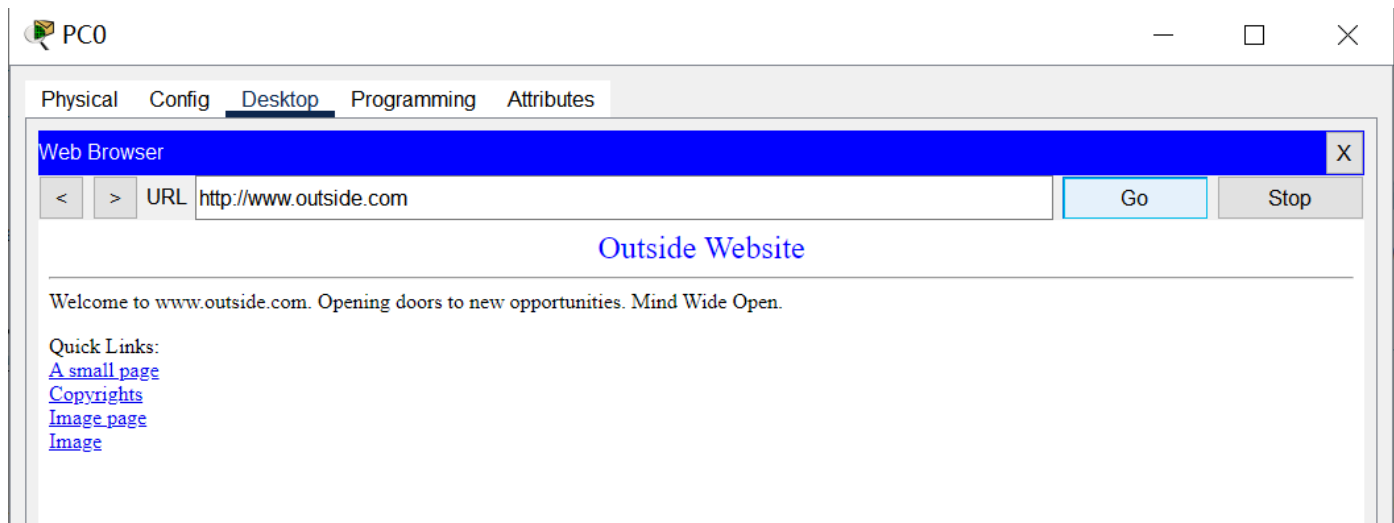 PC0
Physical Config Desktop Programming Attributes
Web Browser X
< > URL http://www.outside.com Go Stop
Outside Website
Welcome to www.outside.com. Opening doors to new opportunities. Mind Wide Open.
Quick Links:
A small page
Copyrights
Image page
Image